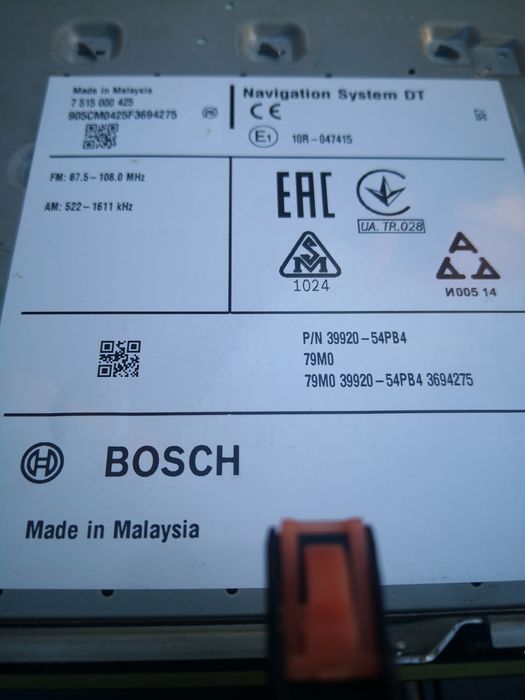 Made in Malaysia
7 515 000 425
905CM0425F3694275
Navigation System DT
CE
E1 10R-047415
FM: 87.5-108.0 MHz
AM: 522-1611 kHz
EAC
UA.TR.028
SM
1024
И005 14
P/N 39920-54PB4
79M0
79M0 39920-54PB4 3694275
BOSCH
Made in Malaysia